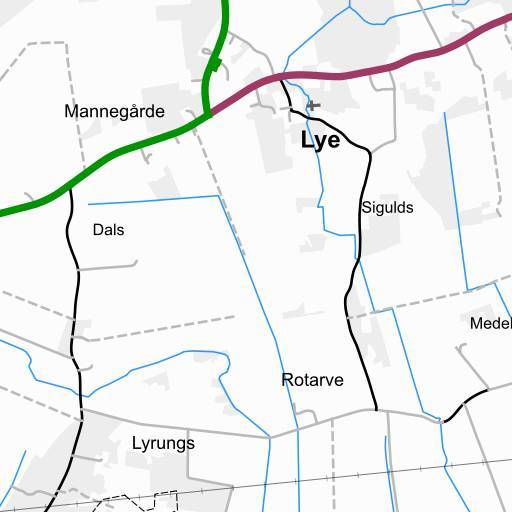 Mannegårde
Lye
Sigulds
Dals
Medel
Rotarve
Lyrungs